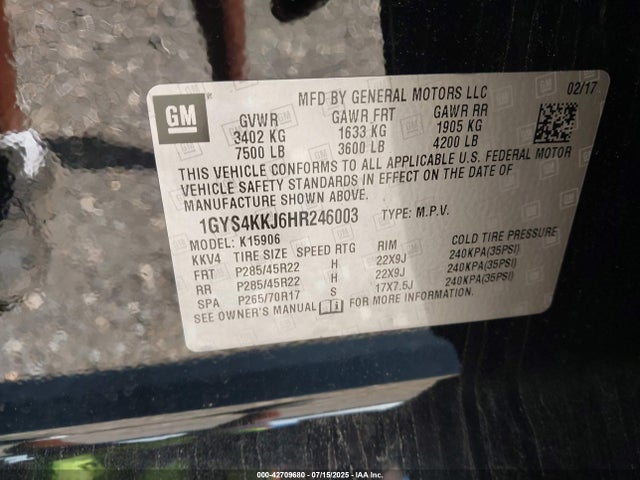 GM
MFD BY GENERAL MOTORS LLC 02/17
GVWR GAWR FRT GAWR RR
3402 KG 1633 KG 1905 KG
7500 LB 3600 LB 4200 LB
THIS VEHICLE CONFORMS TO ALL APPLICABLE U.S. FEDERAL MOTOR
VEHICLE SAFETY STANDARDS IN EFFECT ON THE DATE OF
MANUFACTURE SHOWN ABOVE.
1GYS4KKJ6HR246003 TYPE: M.P.V.
MODEL: K15906
KKV4 TIRE SIZE SPEED RTG RIM COLD TIRE PRESSURE
FRT P285/45R22 H 22X9J 240KPA(35PSI)
RR P285/45R22 H 22X9J 240KPA(35PSI)
SPA P265/70R17 S 17X7.5J 240KPA(35PSI)
SEE OWNER'S MANUAL FOR MORE INFORMATION.
000-42709680 - 07/15/2025 - IAA Inc.